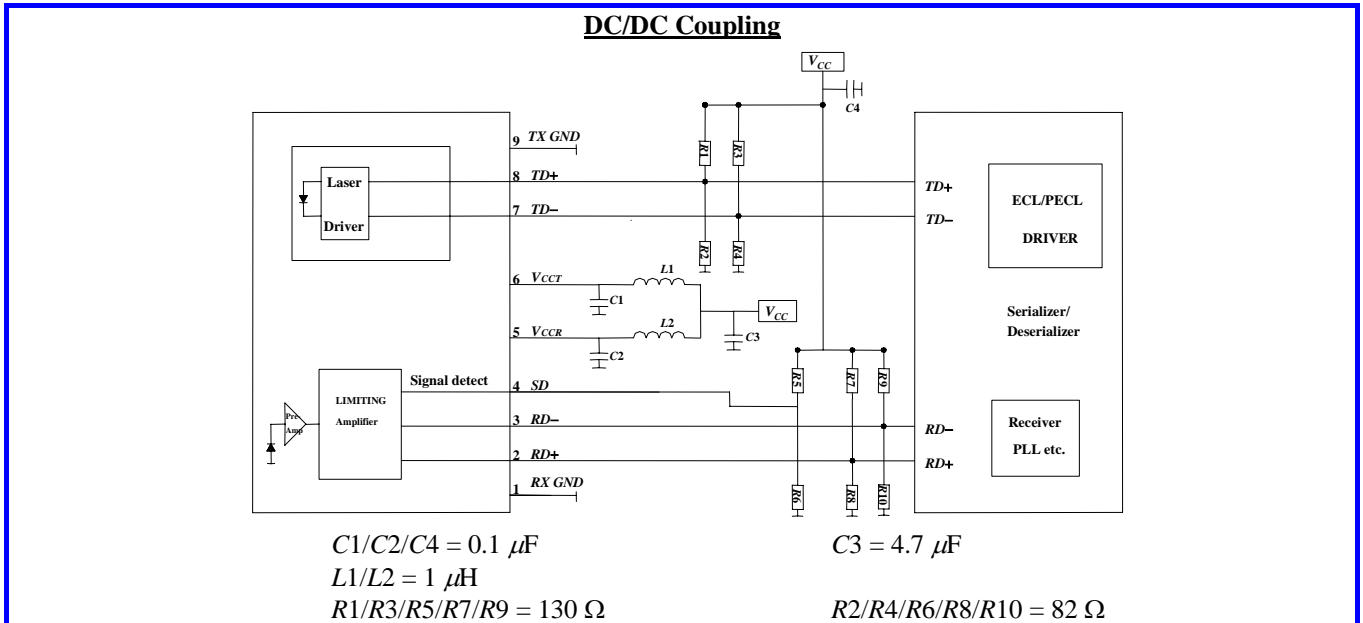 DC/DC Coupling
V_CC
C4
9 TX GND
R1
R3
Laser
Driver
8 TD+
TD+
7 TD−
TD−
ECL/PECL
DRIVER
R2
R4
6 VCCT
L1
C1
V_CC
5 VCCR
L2
C3
C2
Serializer/
Deserializer
Signal detect
4 SD
R5
R7
R9
LIMITING
Amplifier
Pre-
Amp
3 RD−
RD−
2 RD+
RD+
Receiver
PLL etc.
1 RX GND
R6
R8
R10
C1/C2/C4 = 0.1 μF
C3 = 4.7 μF
L1/L2 = 1 μH
R1/R3/R5/R7/R9 = 130 Ω
R2/R4/R6/R8/R10 = 82 Ω